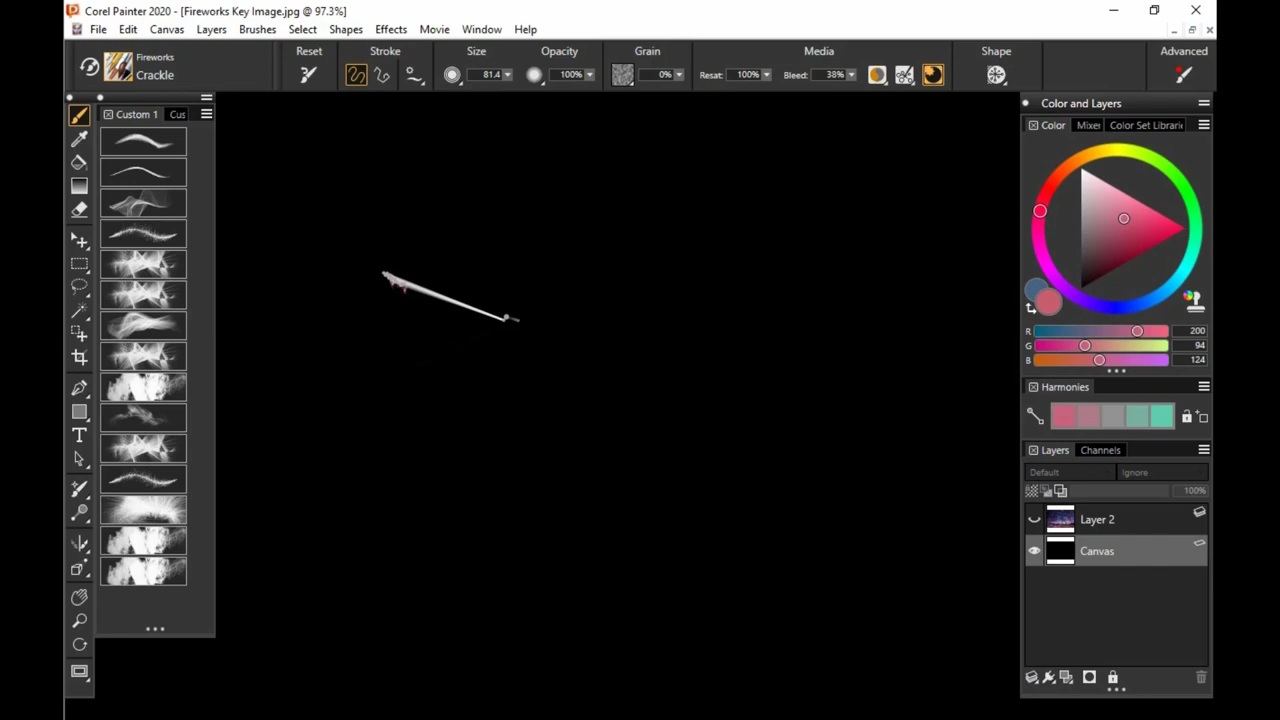 Corel Painter 2020 - [Fireworks Key Image.jpg @ 97.3%]
File Edit Canvas Layers Brushes Select Shapes Effects Movie Window Help
Fireworks
Crackle
Reset Stroke Size Opacity Grain Media Shape Advanced
81.4 100% 0% Resat: 100% Bleed: 38%
Custom 1 Cus
Color and Layers
Color Mixer Color Set Librari
R 200
G 94
B 124
Harmonies
Layers Channels
Default Ignore
100%
Layer 2
Canvas